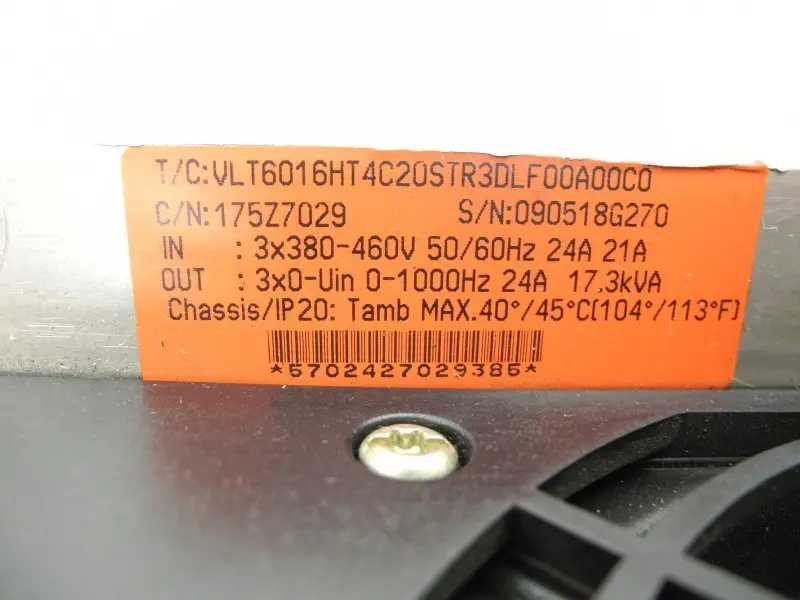 T/C:VLT6016HT4C20STR3DLF00A00C0
C/N:175Z7029 S/N:090518G270
IN : 3x380-460V 50/60Hz 24A 21A
OUT : 3x0-Uin 0-1000Hz 24A 17.3kVA
Chassis/IP20: Tamb MAX.40°/45°C(104°/113°F)
*5702427029385*